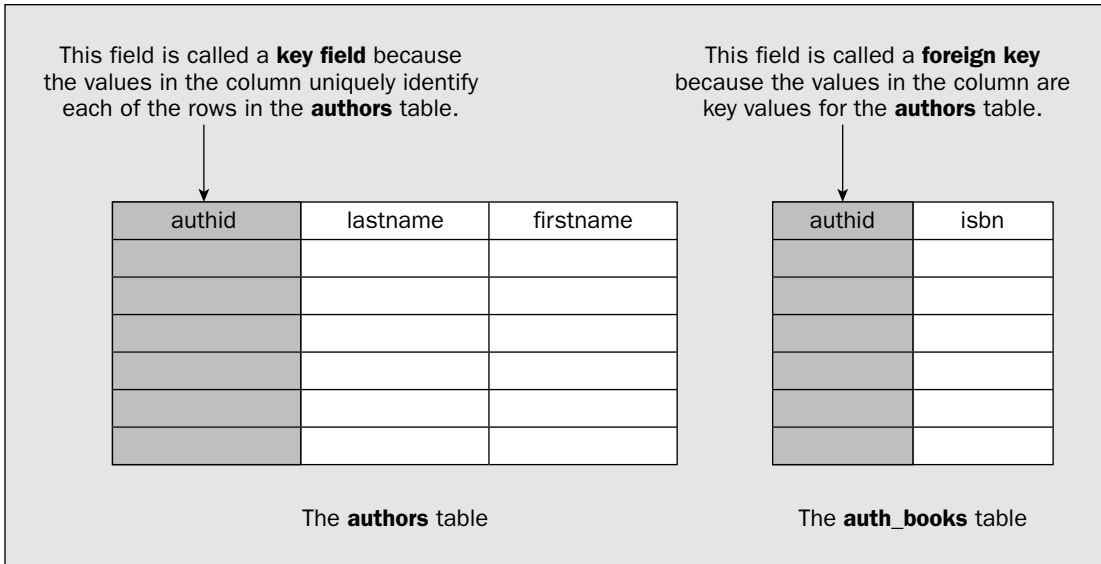 This field is called a key field because
the values in the column uniquely identify
each of the rows in the authors table.
This field is called a foreign key
because the values in the column are
key values for the authors table.
authid lastname firstname
authid isbn
The authors table
The auth_books table